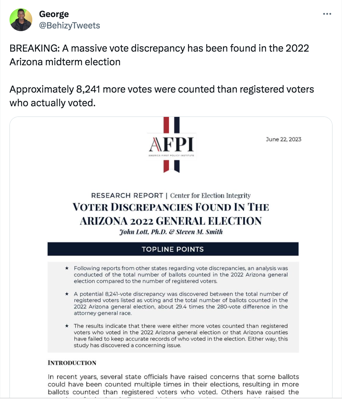 George
@BehizyTweets
BREAKING: A massive vote discrepancy has been found in the 2022
Arizona midterm election
Approximately 8,241 more votes were counted than registered voters
who actually voted.
June 22, 2023
AFPI
AMERICA FIRST POLICY INSTITUTE
RESEARCH REPORT | Center for Election Integrity
VOTER DISCREPANCIES FOUND IN THE
ARIZONA 2022 GENERAL ELECTION
John Lott, Ph.D. & Steven M. Smith
TOPLINE POINTS
Following reports from other states regarding vote discrepancies, an analysis was
conducted of the total number of ballots counted in the 2022 Arizona general
election compared to the number of registered voters.
A potential 8,241-vote discrepancy was discovered between the total number of
registered voters listed as voting and the total number of ballots counted in the
2022 Arizona general election, about 29.4 times the 280-vote difference in the
attorney general race.
The results indicate that there were either more votes counted than registered
voters who voted in the 2022 general election or that Arizona counties
have failed to keep accurate records of who voted in the election. Either way, this
study has discovered a concerning issue.
INTRODUCTION
In recent years, several state officials have raised concerns that some ballots
could have been counted multiple times in their elections, resulting in more
ballots counted than registered voters who voted. Others have raised the